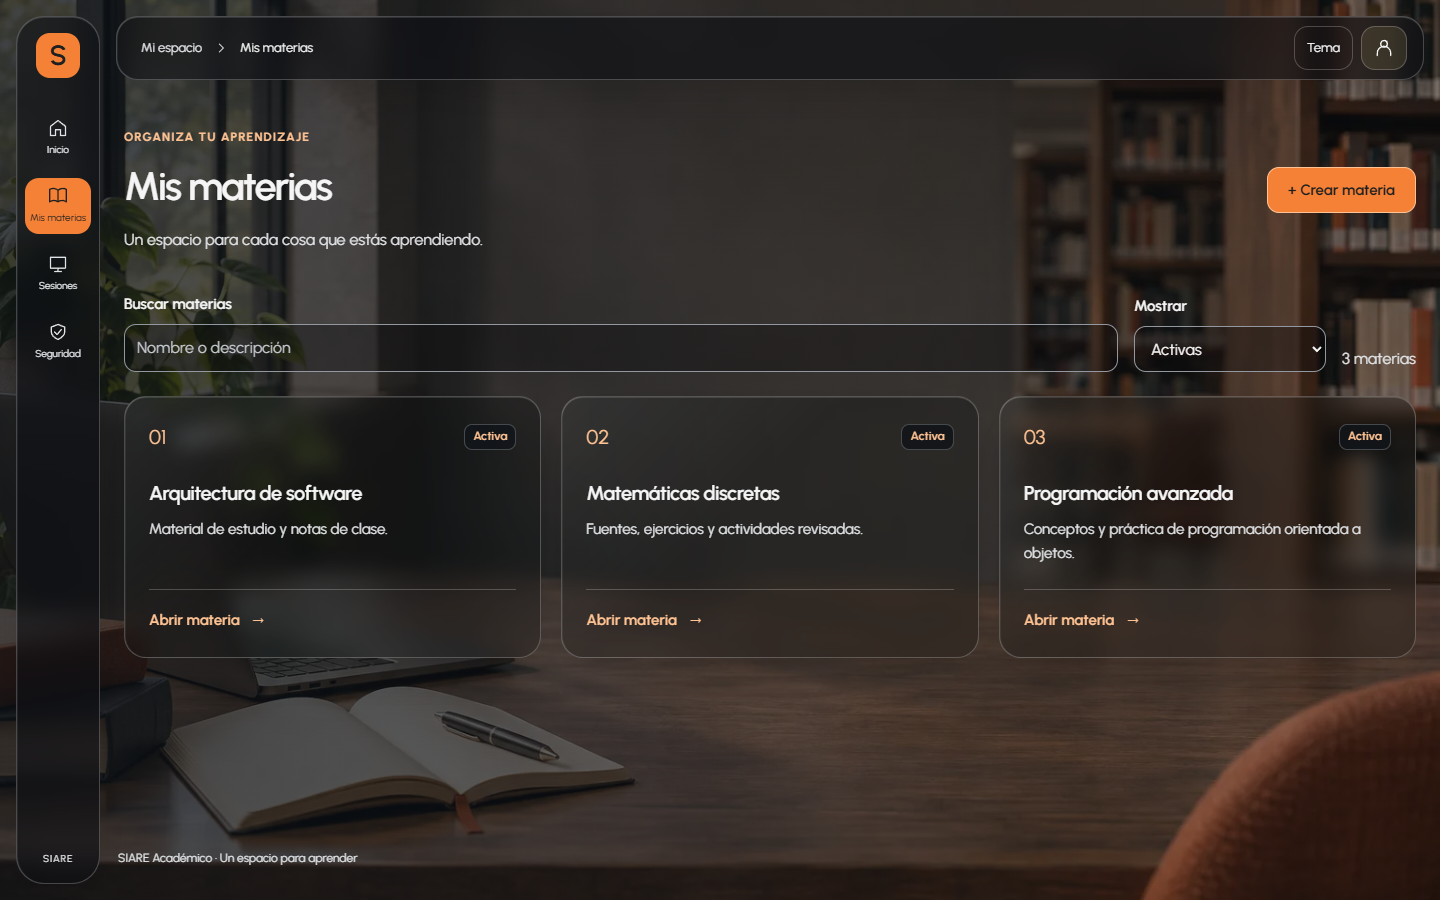 S
Inicio
Mis materias
Sesiones
Seguridad
SIARE
Mi espacio > Mis materias
Tema
ORGANIZA TU APRENDIZAJE
Mis materias
+ Crear materia
Un espacio para cada cosa que estás aprendiendo.
Buscar materias
Nombre o descripción
Mostrar
Activas
3 materias
01
Activa
Arquitectura de software
Material de estudio y notas de clase.
Abrir materia →
02
Activa
Matemáticas discretas
Fuentes, ejercicios y actividades revisadas.
Abrir materia →
03
Activa
Programación avanzada
Conceptos y práctica de programación orientada a
objetos.
Abrir materia →
SIARE Académico · Un espacio para aprender